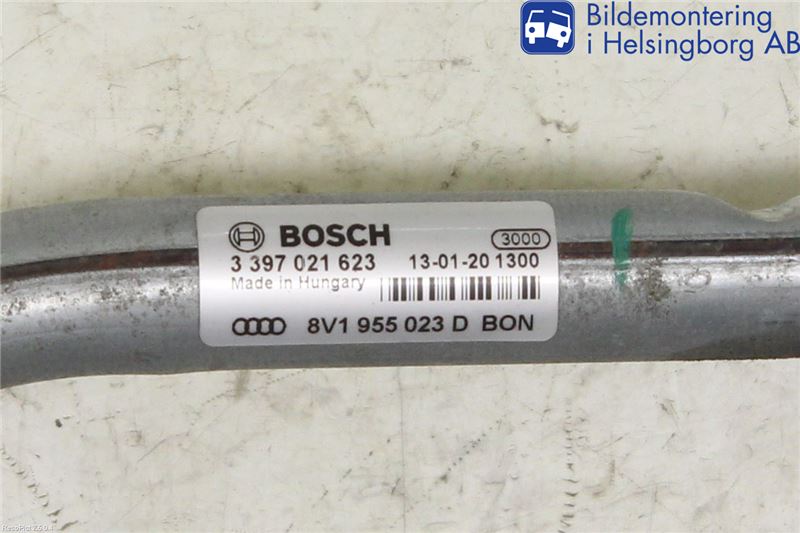 Bildemontering
i Helsingborg AB
BOSCH
3000
3 397 021 623 13-01-20 1300
Made in Hungary
8V1 955 023 D BON